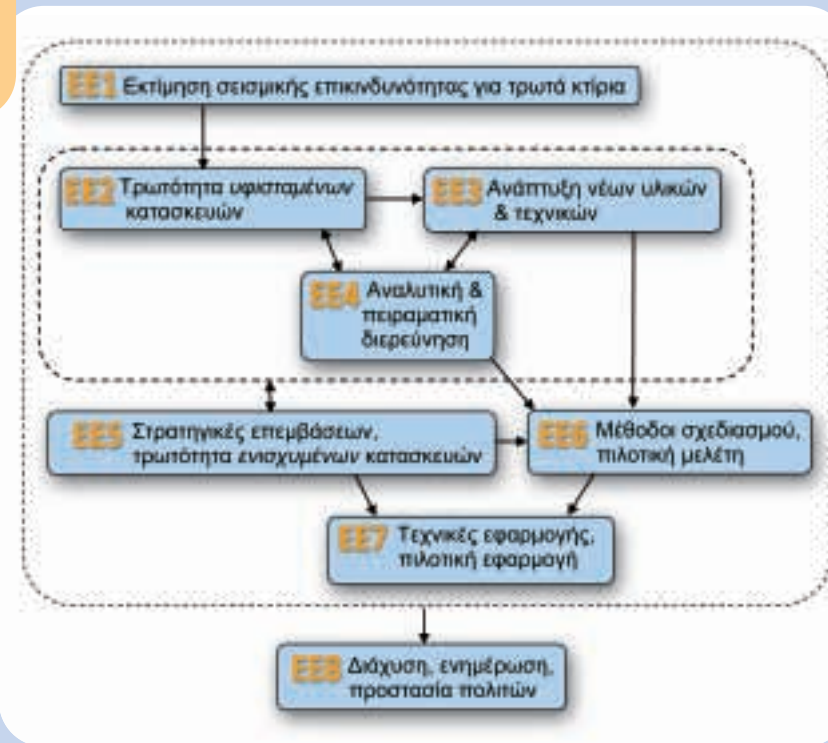 ΕΕ1 Εκτίμηση σεισμικής επικινδυνότητας για τρωτά κτίρια
ΕΕ2 Τρωτότητα υφισταμένων
κατασκευών
ΕΕ3 Ανάπτυξη νέων υλικών
& τεχνικών
ΕΕ4 Αναλυτική &
πειραματική
διερεύνηση
ΕΕ5 Στρατηγικές επεμβάσεων,
τρωτότητα ενισχυμένων κατασκευών
ΕΕ6 Μέθοδοι σχεδιασμού,
πιλοτική μελέτη
ΕΕ7 Τεχνικές εφαρμογής,
πιλοτική εφαρμογή
ΕΕ8 Διάχυση, ενημέρωση,
προστασία πολιτών